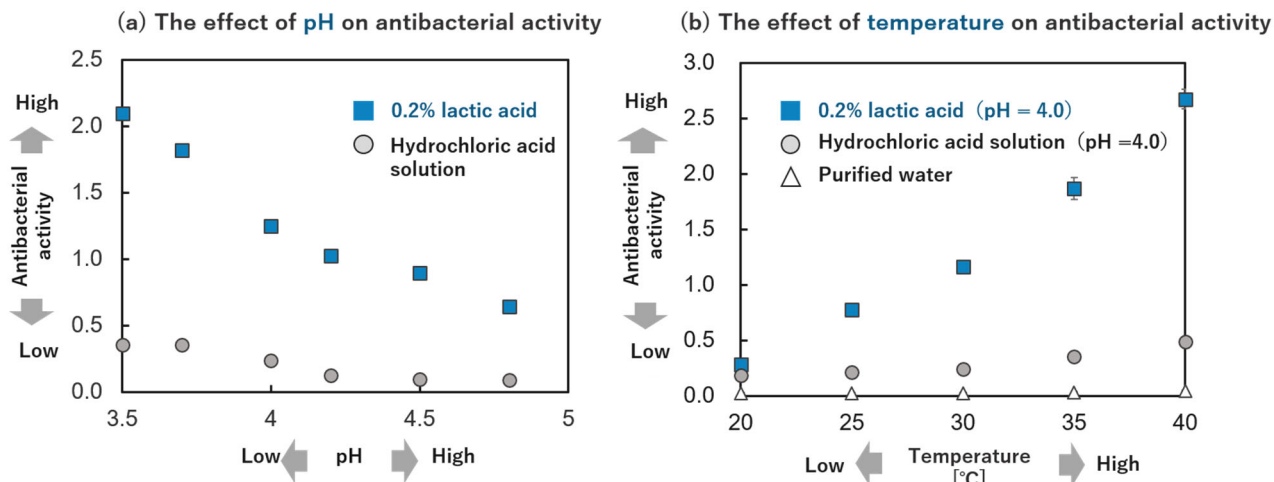 (a) The effect of pH on antibacterial activity
2.5
2.0
1.5
1.0
0.5
0.0
High
Antibacterial
activity
Low
0.2% lactic acid
Hydrochloric acid
solution
3.5
4
4.5
5
Low
pH
High
(b) The effect of temperature on antibacterial activity
3.0
2.5
2.0
1.5
1.0
0.5
0.0
High
Antibacterial
activity
Low
0.2% lactic acid (pH = 4.0)
Hydrochloric acid solution (pH =4.0)
Purified water
20
25
30
35
40
Low
Temperature
[℃]
High